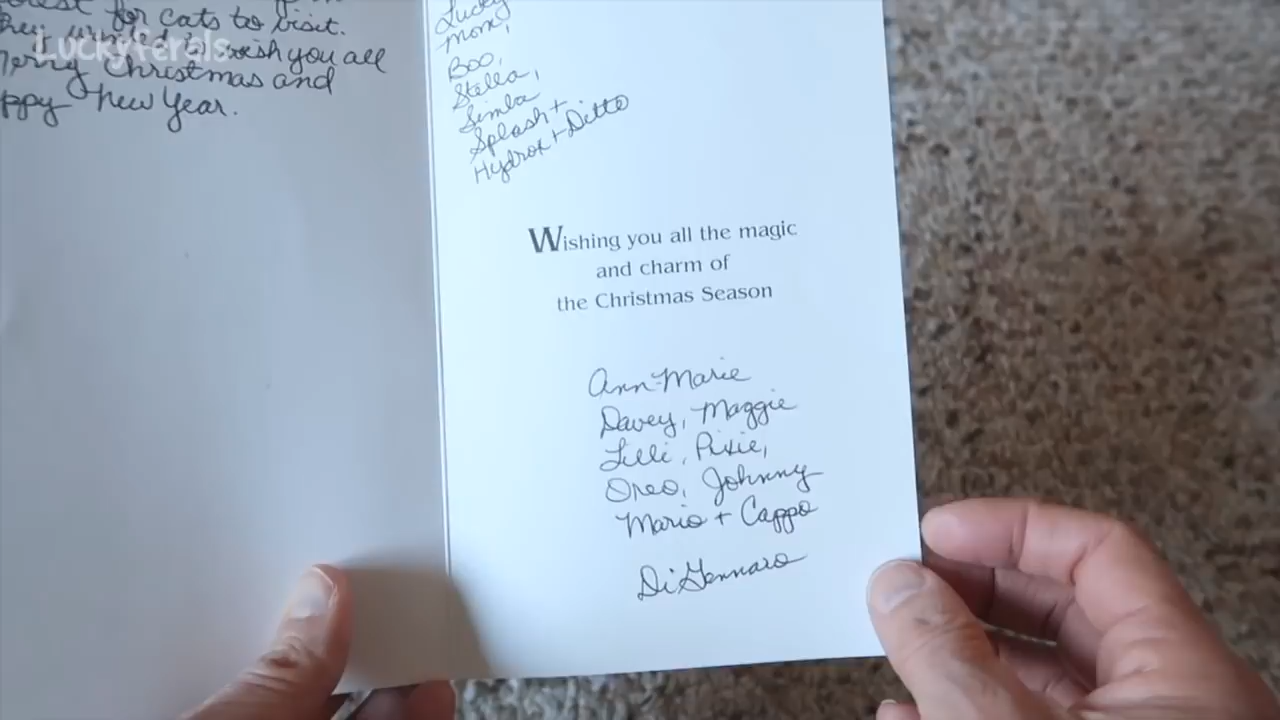 for cats to visit.
wish you all
Christmas and
New Year.
Luckyferals
Lucky
Mom,
Boo,
Stella,
Simba
Splash +
Hydrox + Ditto
Wishing you all the magic
and charm of
the Christmas Season
Ann-Marie
Davey, Maggie
Lilli, Pixie,
Oreo, Johnny
Mario + Cappo
DiGennaro